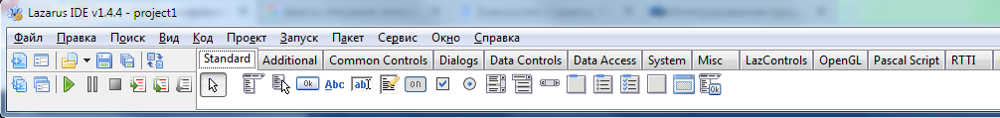 Lazarus IDE v1.4.4 - project1
Файл Правка Поиск Вид Код Проект Запуск Пакет Сервис Окно Справка
Standard Additional Common Controls Dialogs Data Controls Data Access System Misc LazControls OpenGL Pascal Script RTTI
Ok Abc ab on Ok